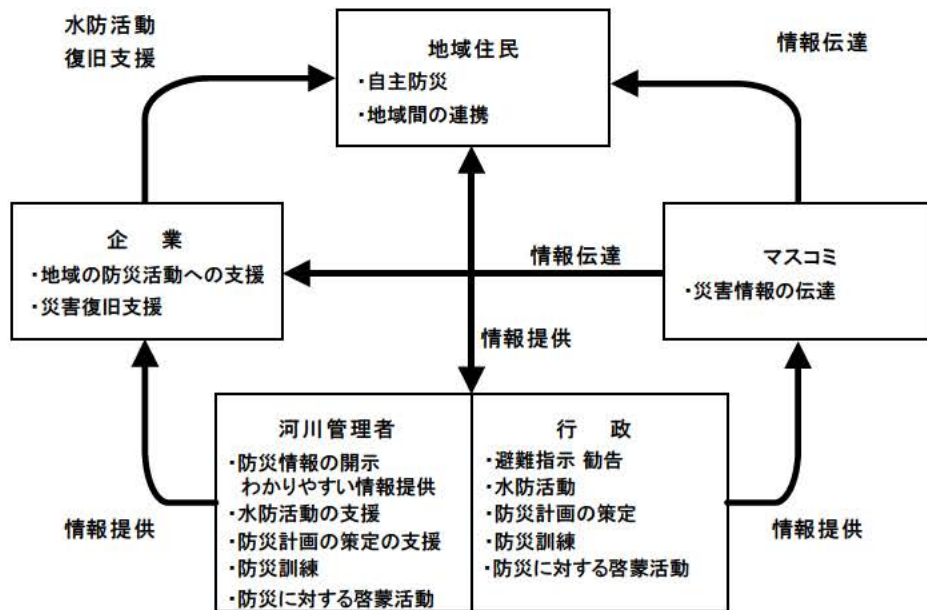 水防活動
復旧支援
地域住民
・自主防災
・地域間の連携
情報伝達
企　業
・地域の防災活動への支援
・災害復旧支援
情報伝達
マスコミ
・災害情報の伝達
情報提供
河川管理者
・防災情報の開示
わかりやすい情報提供
・水防活動の支援
・防災計画の策定の支援
・防災訓練
・防災に対する啓蒙活動
行　政
・避難指示 勧告
・水防活動
・防災計画の策定
・防災訓練
・防災に対する啓蒙活動
情報提供
情報提供